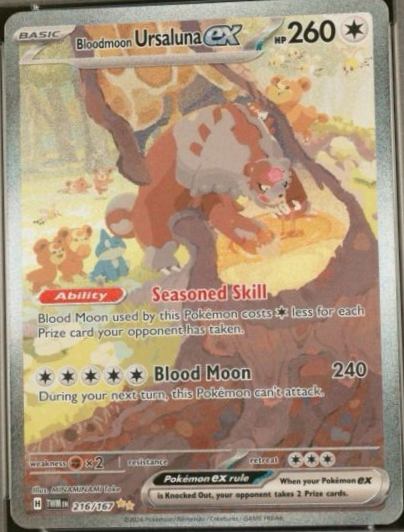 BASIC
Bloodmoon Ursaluna ex HP 260
Ability Seasoned Skill
Blood Moon used by this Pokémon costs less for each
Prize card your opponent has taken.
Blood Moon 240
During your next turn, this Pokémon can't attack.
weakness ×2 resistance retreat
Illus. MINAMINAMI Take
Pokémon ex rule
When your Pokémon ex
is Knocked Out, your opponent takes 2 Prize cards.
H TWM EN 216/167
©2024 Pokémon / Nintendo / Creatures / GAME FREAK